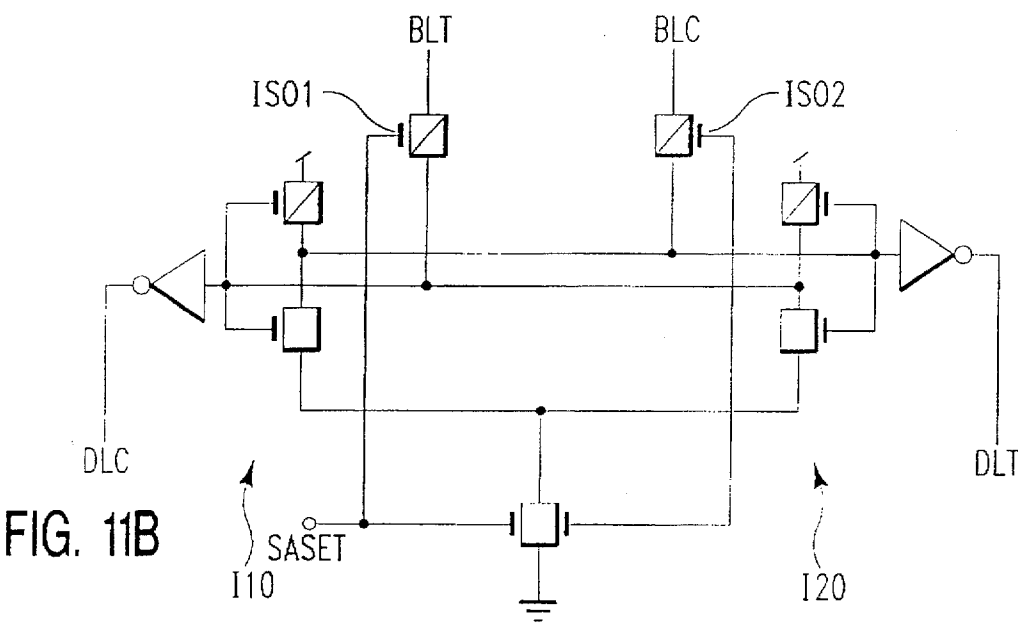 BLT
BLC
ISO1
ISO2
DLC
DLT
FIG. 11B
SASET
I10
I20